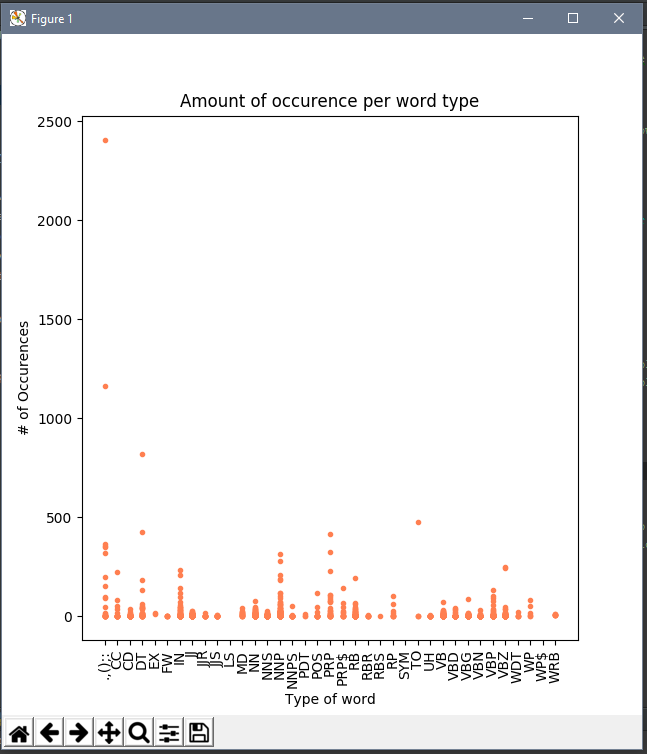 Figure 1
Amount of occurence per word type
2500
2000
1500
1000
500
0
# of Occurences
.,();:
CC
CD
DT
EX
FW
IN
JJ
JJR
JJS
LS
MD
NN
NNS
NNP
NNPS
PDT
POS
PRP
PRP$
RB
RBR
RBS
RP
SYM
TO
UH
VB
VBD
VBG
VBN
VBP
VBZ
WDT
WP
WP$
WRB
Type of word